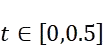 t ∈ [0,0.5]